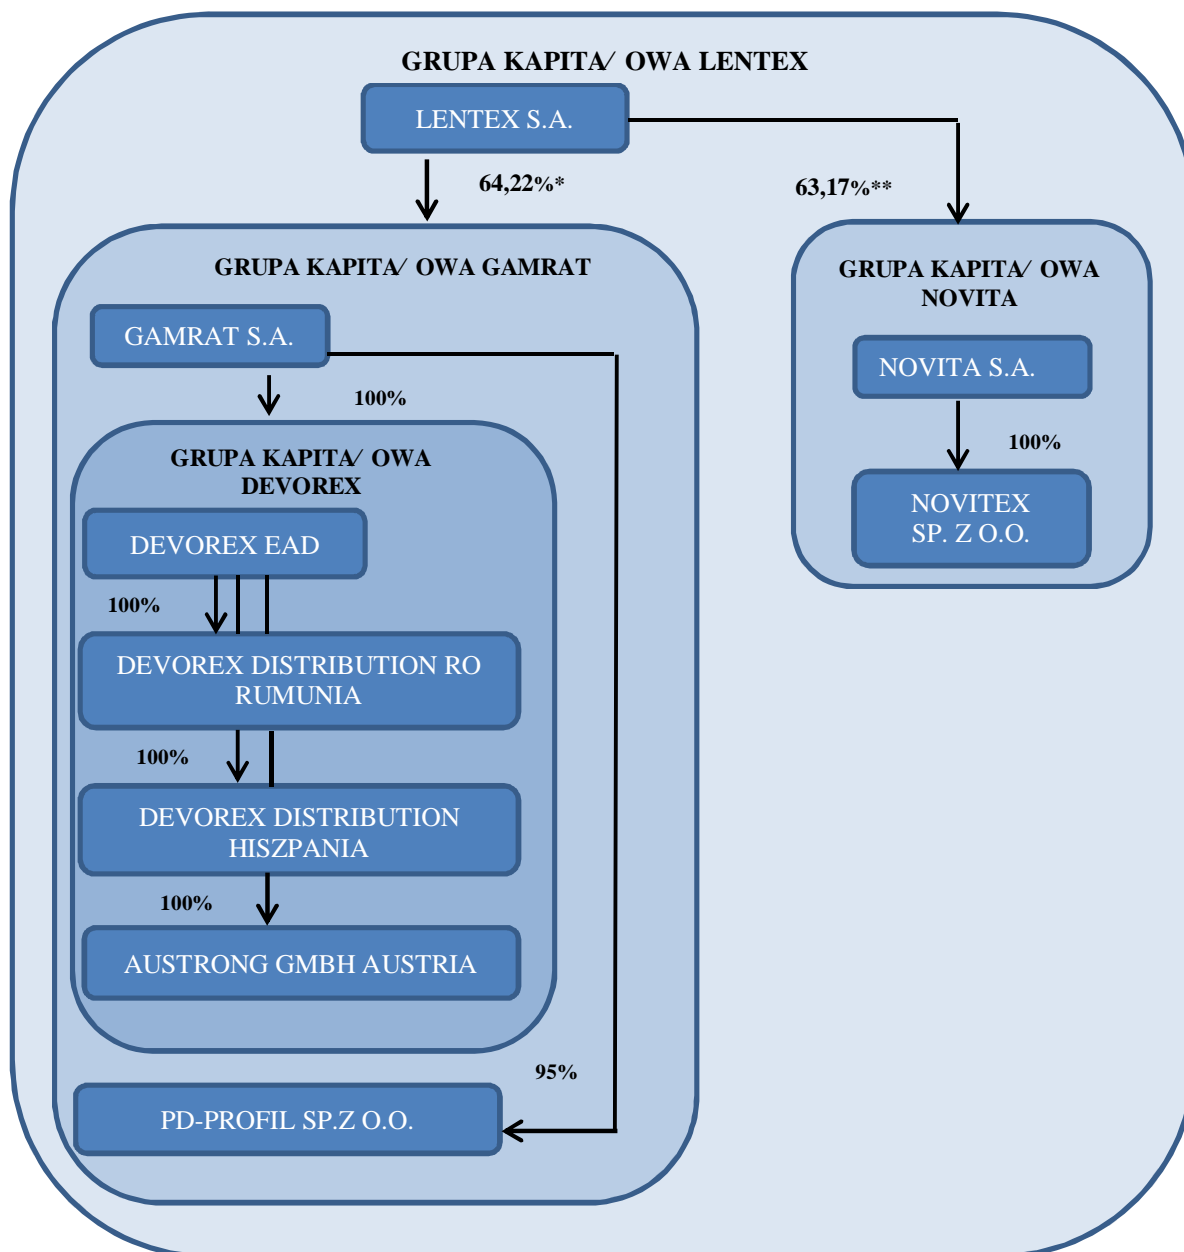 GRUPA KAPITA⁄ OWA LENTEX
LENTEX S.A.
64,22%*
63,17%**
GRUPA KAPITA⁄ OWA GAMRAT
GAMRAT S.A.
100%
GRUPA KAPITA⁄ OWA
DEVOREX
DEVOREX EAD
100%
DEVOREX DISTRIBUTION RO
RUMUNIA
100%
DEVOREX DISTRIBUTION
HISZPANIA
100%
AUSTRONG GMBH AUSTRIA
95%
PD-PROFIL SP.Z O.O.
GRUPA KAPITA⁄ OWA
NOVITA
NOVITA S.A.
100%
NOVITEX
SP. Z O.O.